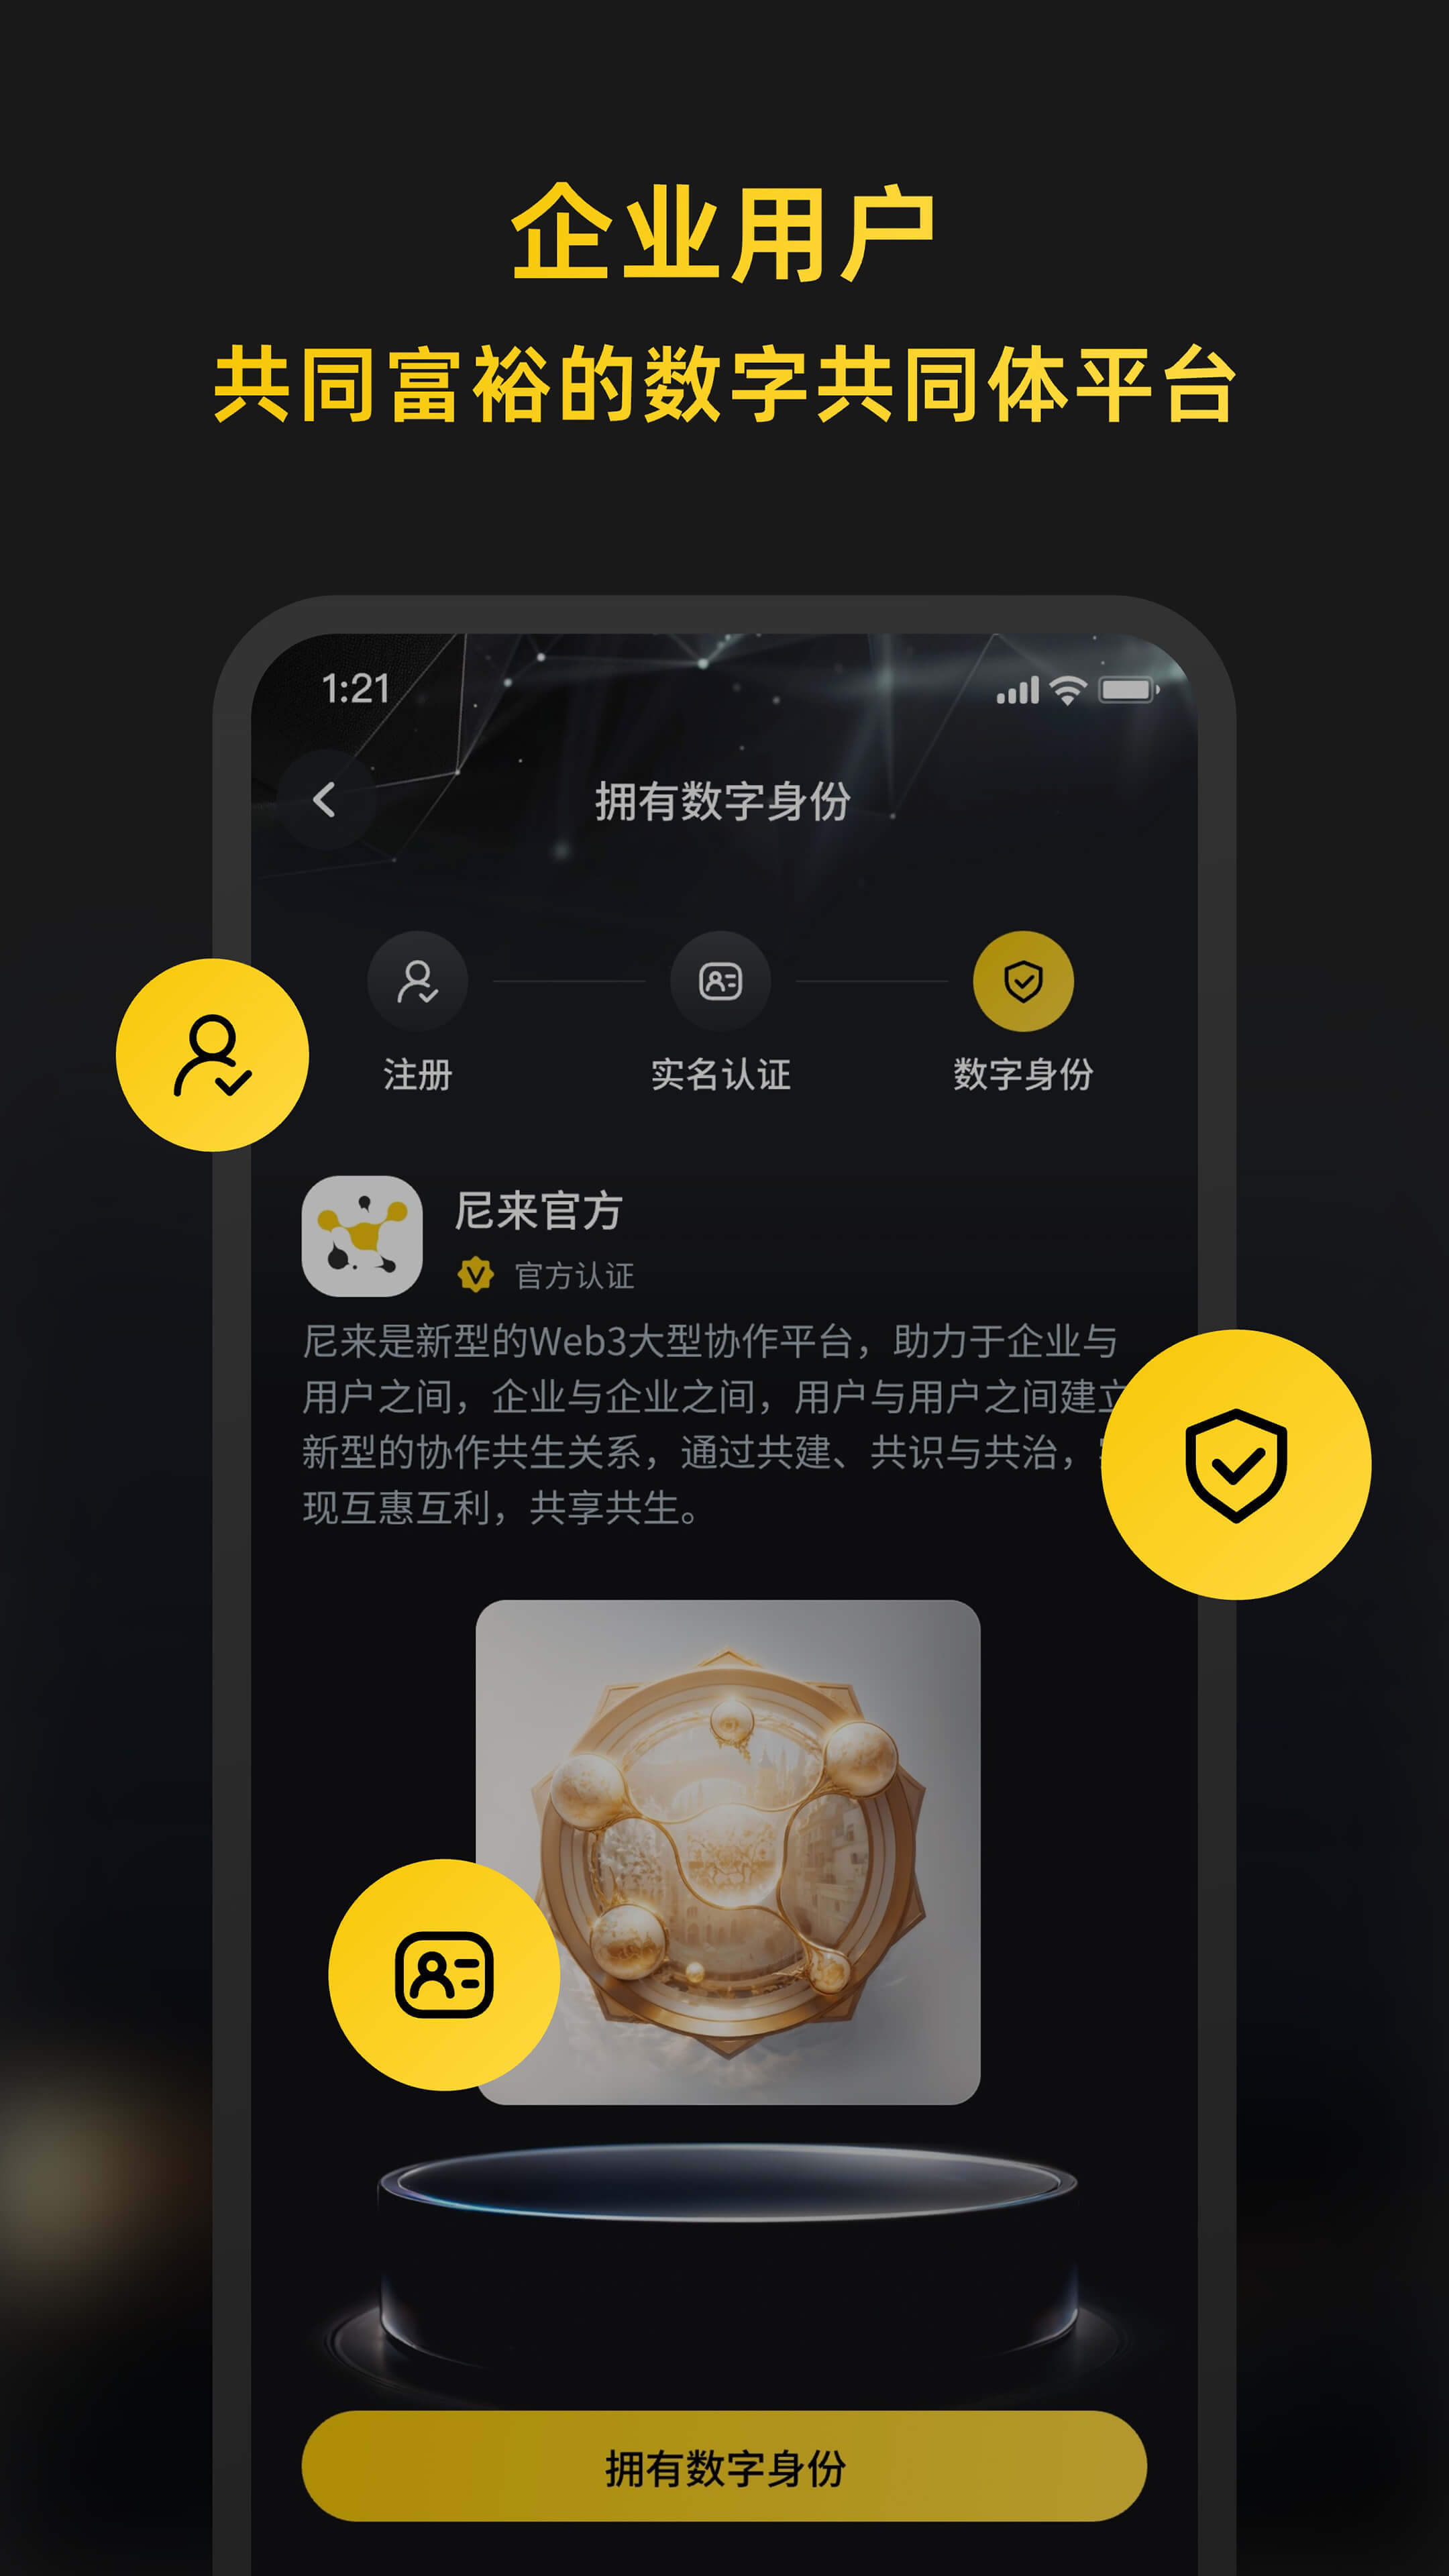 企业用户
共同富裕的数字共同体平台
1:21
拥有数字身份
注册 实名认证 数字身份
尼来官方
官方认证
尼来是新型的Web3大型协作平台，助力于企业与
用户之间，企业与企业之间，用户与用户之间建立
新型的协作共生关系，通过共建、共识与共治，
现互惠互利，共享共生。
拥有数字身份